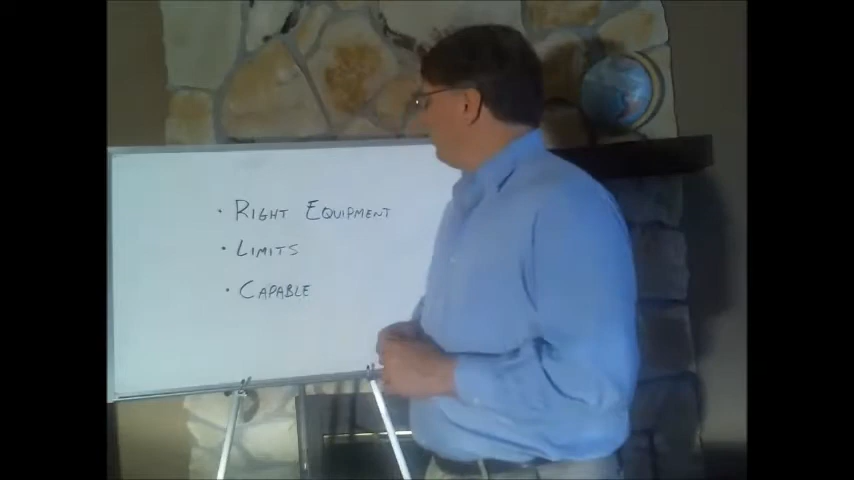 · RIGHT EQUIPMENT
· LIMITS
· CAPABLE